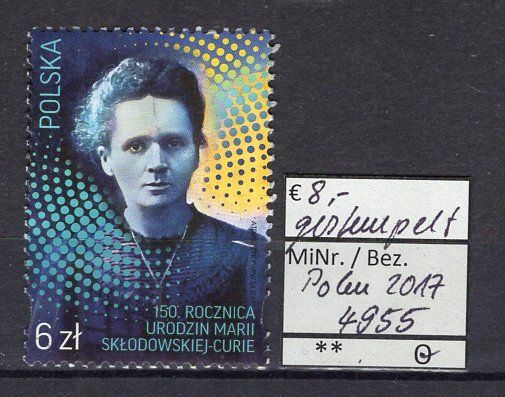 POLSKA
150. ROCZNICA
URODZIN MARII
SKŁODOWSKIEJ-CURIE
6 zł
€ 8,-
gestempelt
MiNr. / Bez.
Polen 2017
4955
** ⊙